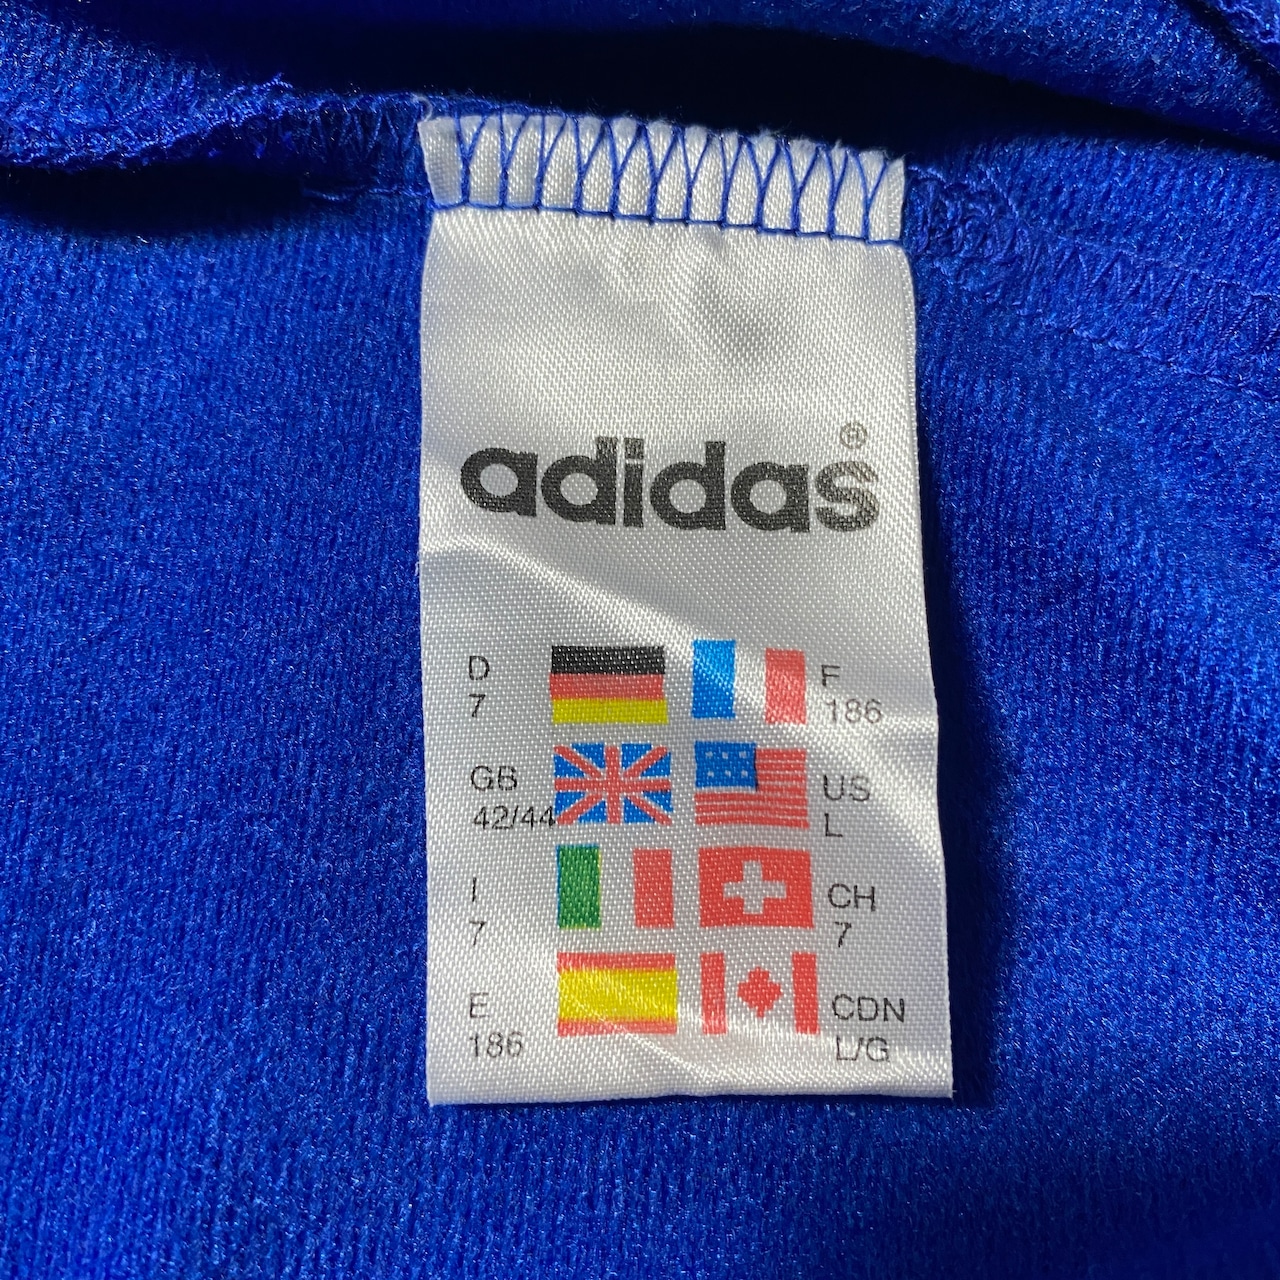 adidas®
D
7
F
186
GB
42/44
US
L
I
7
CH
7
E
186
CDN
L/G